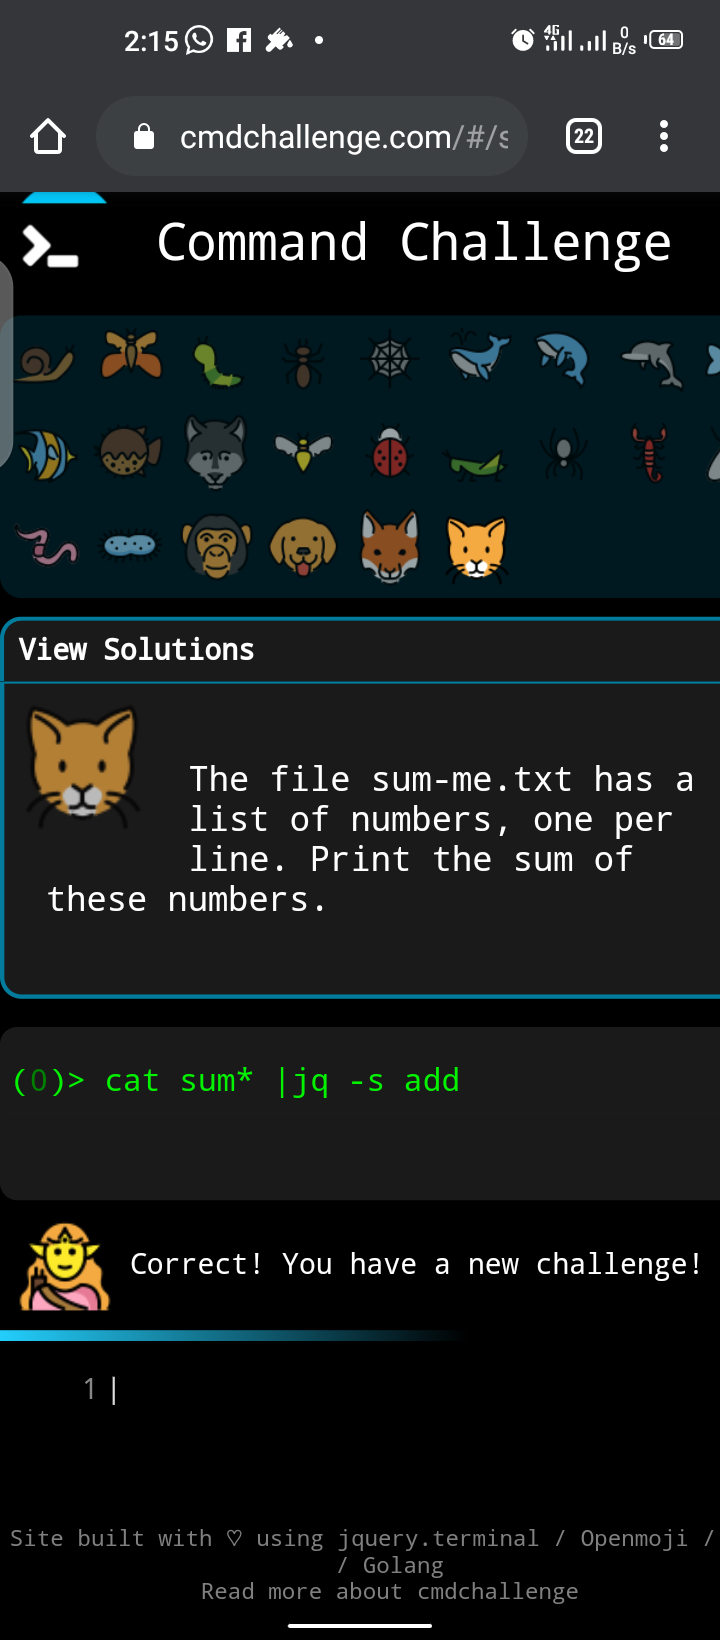 2:15
4G
0
B/s
64
cmdchallenge.com/#/s
22
Command Challenge
View Solutions
The file sum-me.txt has a
list of numbers, one per
line. Print the sum of
these numbers.
(0)> cat sum* |jq -s add
Correct! You have a new challenge!
1
Site built with ♡ using jquery.terminal / Openmoji /
/ Golang
Read more about cmdchallenge